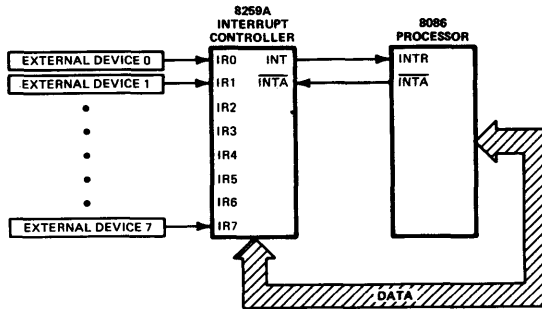 8259A
INTERRUPT
CONTROLLER
8086
PROCESSOR
EXTERNAL DEVICE 0
EXTERNAL DEVICE 1
EXTERNAL DEVICE 7
IR0 INT
IR1 INTA
IR2
IR3
IR4
IR5
IR6
IR7
INTR
INTA
DATA